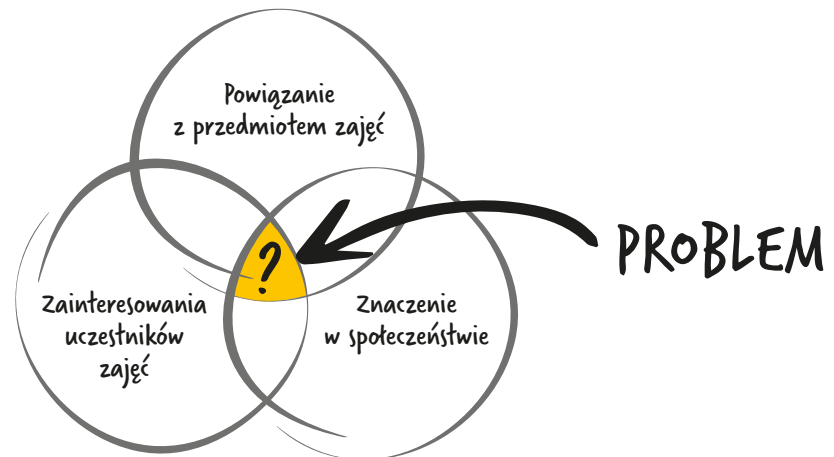 Powiązanie
z przedmiotem zajęć
?
PROBLEM
Zainteresowania
uczestników
zajęć
Znaczenie
w społeczeństwie